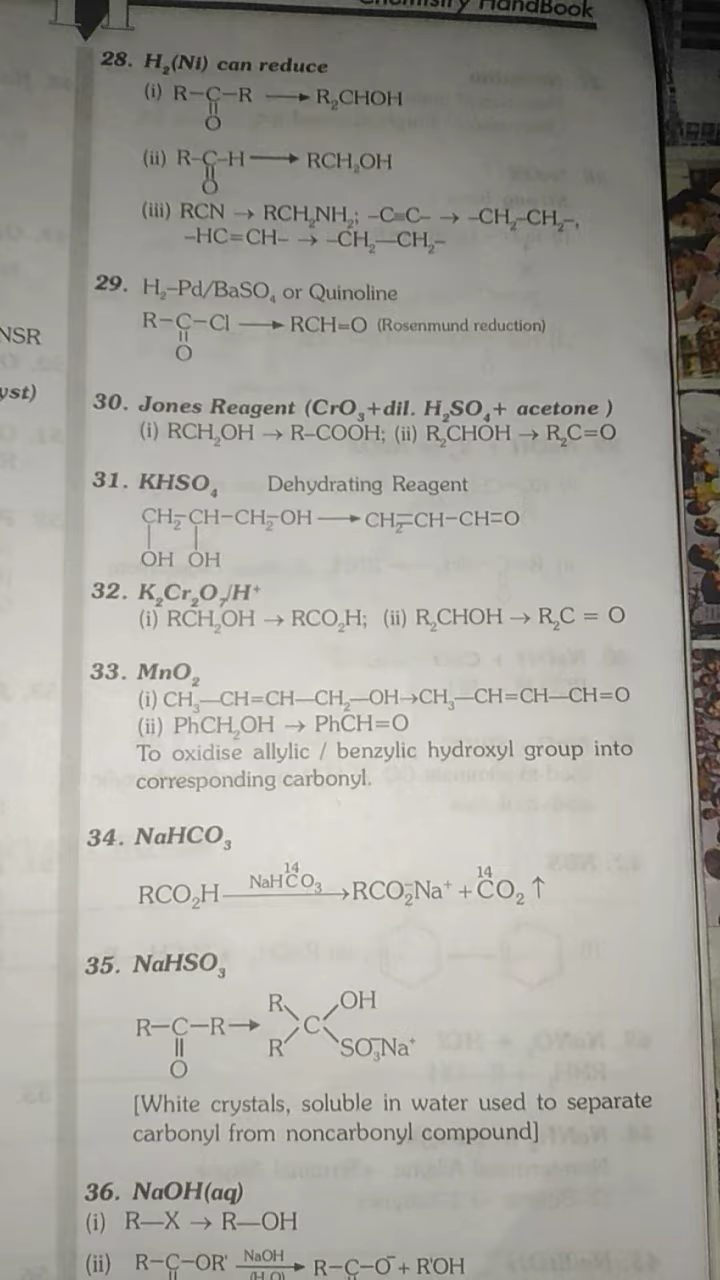 HandBook
28. H₂(Ni) can reduce
(i) R–C–R ⟶ R₂CHOH
||
O
(ii) R–C–H ⟶ RCH₂OH
||
O
(iii) RCN → RCH₂NH₂; –C≡C– → –CH₂–CH₂–,
–HC=CH– → –CH₂—CH₂–
29. H₂–Pd/BaSO₄ or Quinoline
NSR
R–C–Cl ⟶ RCH=O (Rosenmund reduction)
||
O
yst)
30. Jones Reagent (CrO₃+dil. H₂SO₄+ acetone )
(i) RCH₂OH → R–COOH; (ii) R₂CHOH → R₂C=O
31. KHSO₄ Dehydrating Reagent
CH₂–CH–CH₂–OH ⟶ CH₂=CH–CH=O
| |
OH OH
32. K₂Cr₂O₇/H⁺
(i) RCH₂OH → RCO₂H; (ii) R₂CHOH → R₂C = O
33. MnO₂
(i) CH₃—CH=CH—CH₂—OH→CH₃—CH=CH—CH=O
(ii) PhCH₂OH → PhCH=O
To oxidise allylic / benzylic hydroxyl group into
corresponding carbonyl.
34. NaHCO₃
RCO₂H NaH¹⁴CO₃ ⟶ RCO₂⁻Na⁺ + ¹⁴CO₂ ↑
35. NaHSO₃
R OH
R–C–R → C
|| R SO₃⁻Na⁺
O
[White crystals, soluble in water used to separate
carbonyl from noncarbonyl compound]
36. NaOH(aq)
(i) R—X → R—OH
(ii) R–C–OR' NaOH ⟶ R–C–O⁻ + R'OH